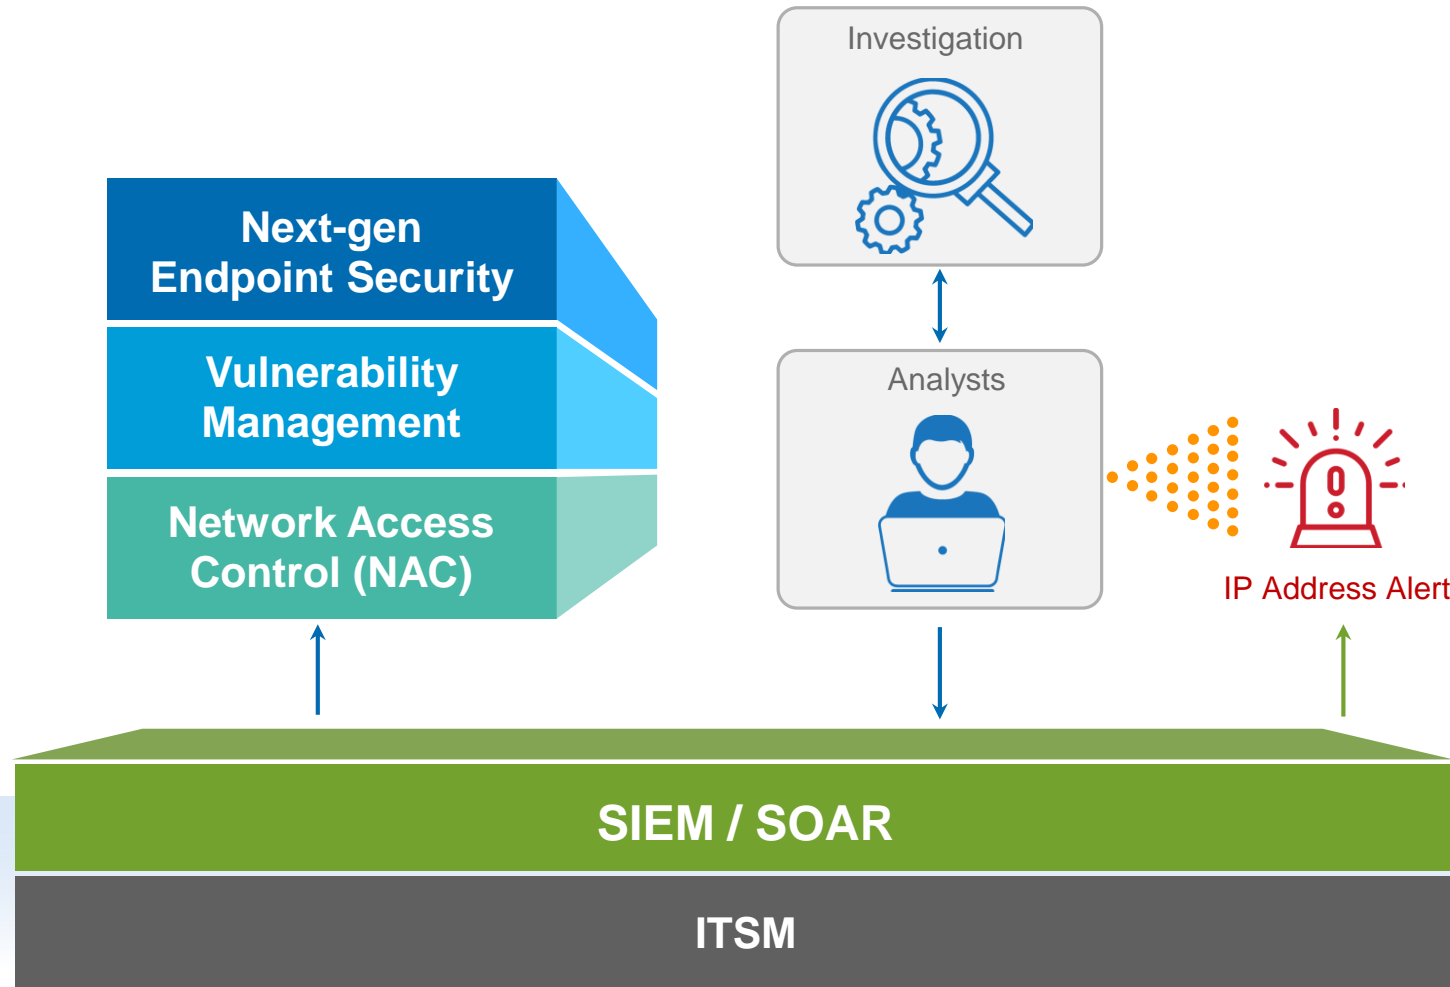 Investigation
Next-gen
Endpoint Security
Vulnerability
Management
Network Access
Control (NAC)
Analysts
IP Address Alert
SIEM / SOAR
ITSM